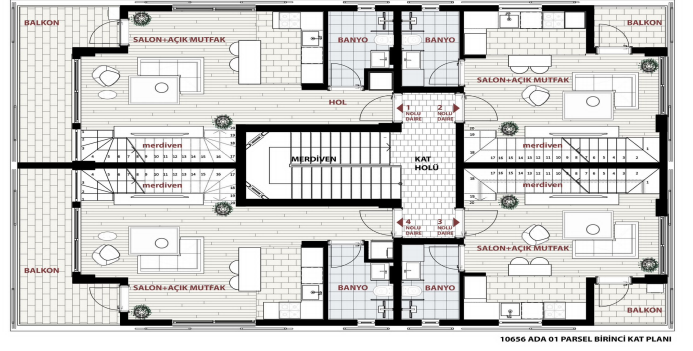 BALKON
SALON+AÇIK MUTFAK
BANYO
BANYO
BALKON
SALON+AÇIK MUTFAK
HOL
1 NOLU DAİRE
2 NOLU DAİRE
merdiven
MERDİVEN
KAT HOLÜ
merdiven
merdiven
merdiven
4 NOLU DAİRE
3 NOLU DAİRE
SALON+AÇIK MUTFAK
BALKON
SALON+AÇIK MUTFAK
BANYO
BANYO
BALKON
10656 ADA 01 PARSEL BİRİNCİ KAT PLANI